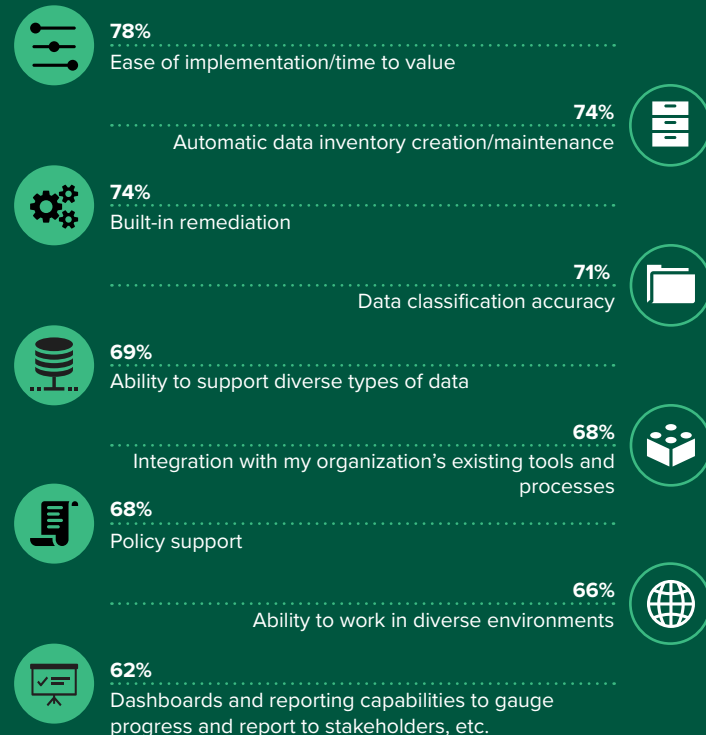 78%
Ease of implementation/time to value
74%
Automatic data inventory creation/maintenance
74%
Built-in remediation
71%
Data classification accuracy
69%
Ability to support diverse types of data
68%
Integration with my organization’s existing tools and
processes
68%
Policy support
66%
Ability to work in diverse environments
62%
Dashboards and reporting capabilities to gauge
progress and report to stakeholders, etc.